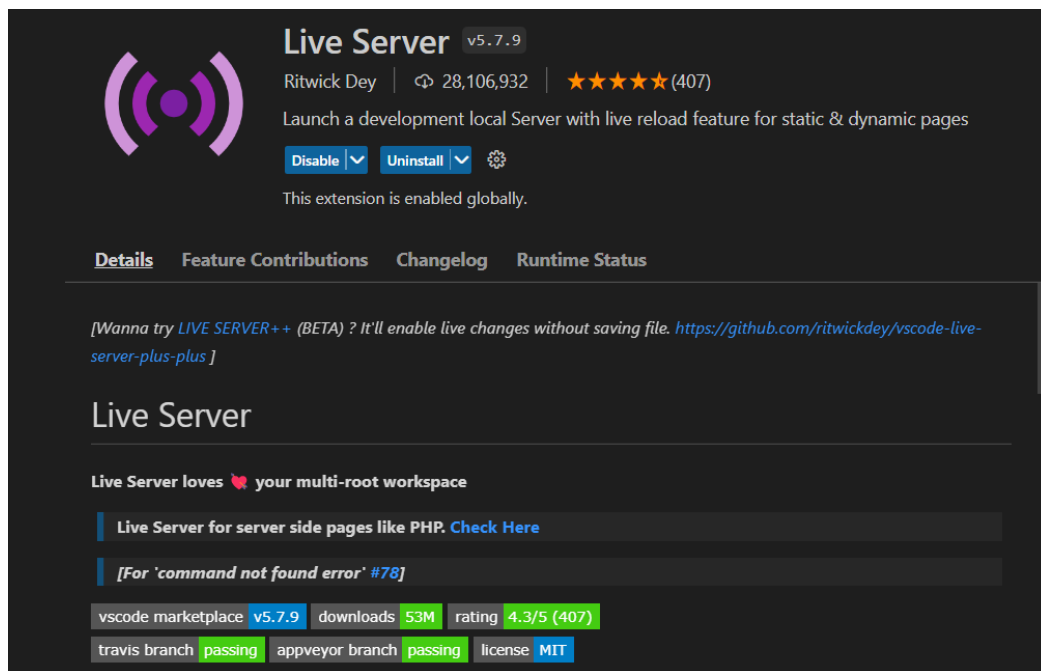 Live Server v5.7.9
Ritwick Dey 28,106,932 (407)
Launch a development local Server with live reload feature for static & dynamic pages
Disable Uninstall
This extension is enabled globally.
Details Feature Contributions Changelog Runtime Status
[Wanna try LIVE SERVER++ (BETA) ? It'll enable live changes without saving file. https://github.com/ritwickdey/vscode-live-
server-plus-plus ]
Live Server
Live Server loves 💘 your multi-root workspace
Live Server for server side pages like PHP. Check Here
[For 'command not found error' #78]
vscode marketplace v5.7.9 downloads 53M rating 4.3/5 (407)
travis branch passing appveyor branch passing license MIT